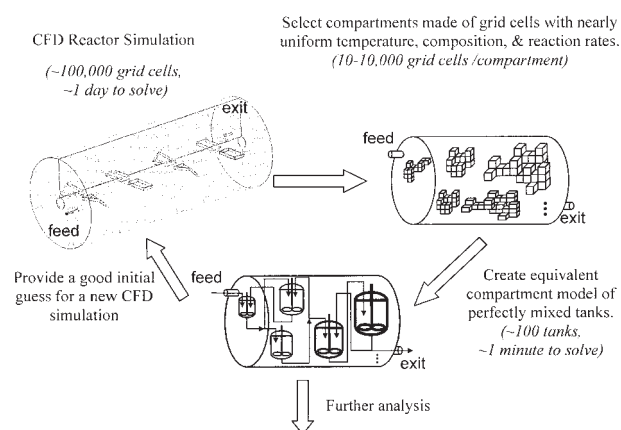 CFD Reactor Simulation
(~100,000 grid cells,
~1 day to solve)
Select compartments made of grid cells with nearly
uniform temperature, composition, & reaction rates.
(10-10,000 grid cells /compartment)
exit
feed
feed
exit
Provide a good initial
guess for a new CFD
simulation
feed
exit
Create equivalent
compartment model of
perfectly mixed tanks.
(~100 tanks,
~1 minute to solve)
Further analysis